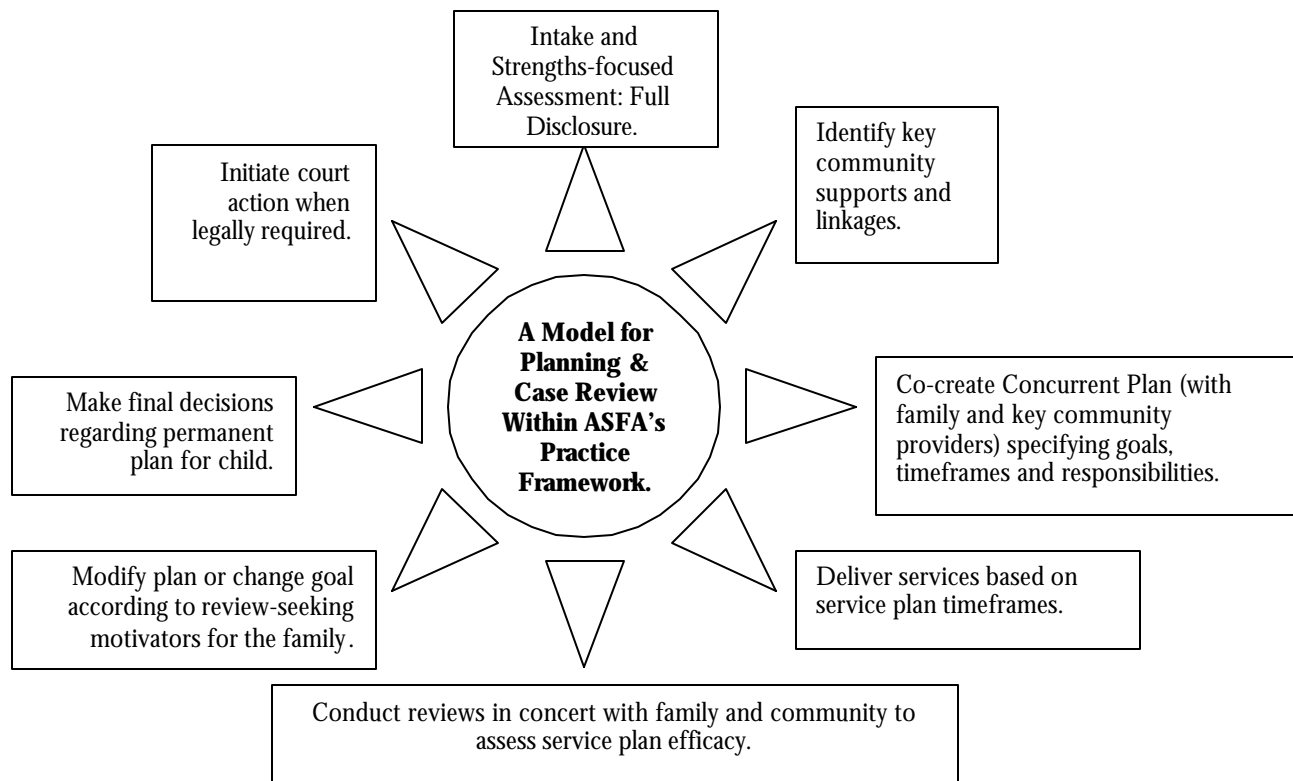 Intake and
Strengths-focused
Assessment: Full
Disclosure.
Identify key
community
supports and
linkages.
Initiate court
action when
legally required.
A Model for
Planning &
Case Review
Within ASFA’s
Practice
Framework.
Co-create Concurrent Plan (with
family and key community
providers) specifying goals,
timeframes and responsibilities.
Make final decisions
regarding permanent
plan for child.
Deliver services based on
service plan timeframes.
Modify plan or change goal
according to review-seeking
motivators for the family.
Conduct reviews in concert with family and community to
assess service plan efficacy.